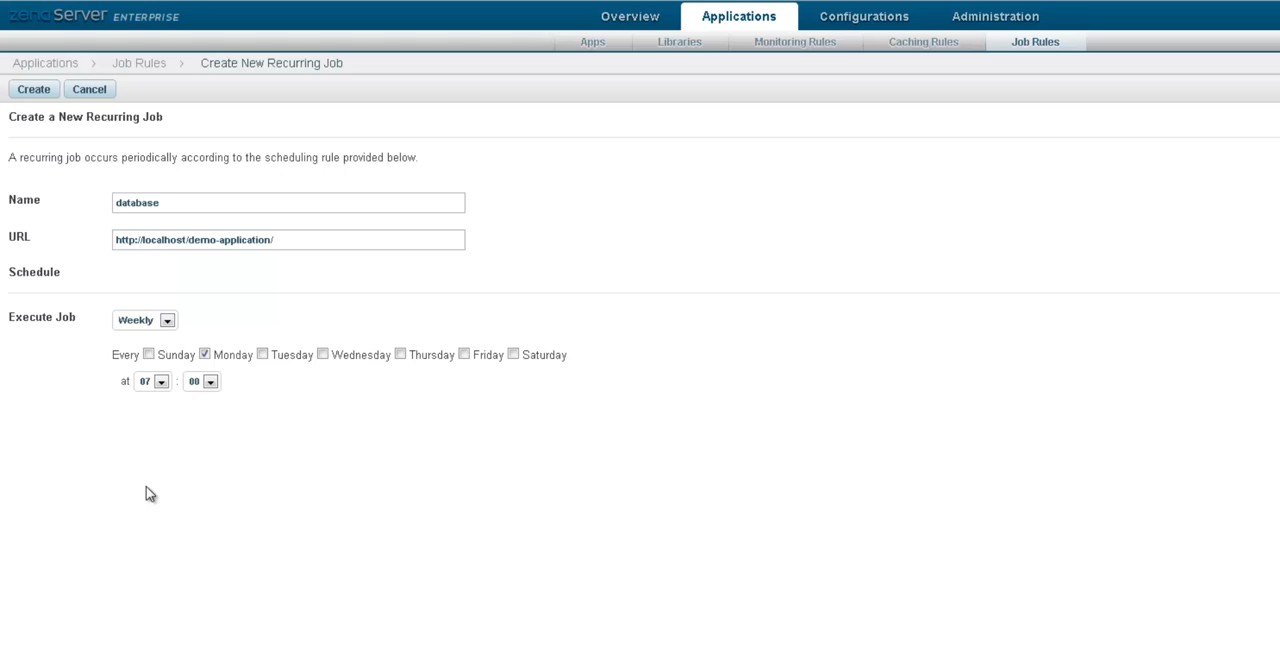 zend Server ENTERPRISE
Overview Applications Configurations Administration
Apps Libraries Monitoring Rules Caching Rules Job Rules
Applications > Job Rules > Create New Recurring Job
Create Cancel
Create a New Recurring Job
A recurring job occurs periodically according to the scheduling rule provided below.
Name database
URL http://localhost/demo-application/
Schedule
Execute Job Weekly
Every Sunday Monday Tuesday Wednesday Thursday Friday Saturday
at 07 : 00